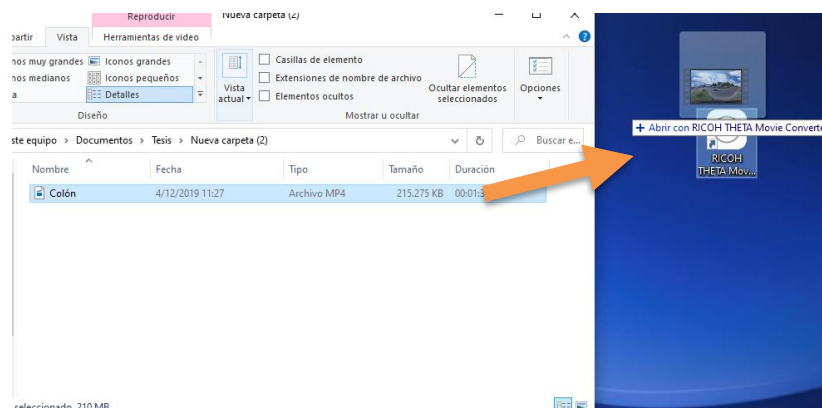 Reproducir Nueva carpeta (2)
partir Vista Herramientas de video
nos muy grandes Iconos grandes
nos medianos Iconos pequeños
a Detalles
Diseño
Vista actual
Casillas de elemento
Extensiones de nombre de archivo
Elementos ocultos
Ocultar elementos
seleccionados
Opciones
Mostrar u ocultar
ste equipo > Documentos > Tesis > Nueva carpeta (2)
Buscar e...
Nombre Fecha Tipo Tamaño Duración
Colón 4/12/2019 11:27 Archivo MP4 215.275 KB 00:01:3
seleccionado 210 MB
+ Abrir con RICOH THETA Movie Converte
RICOH
THETA Mov...